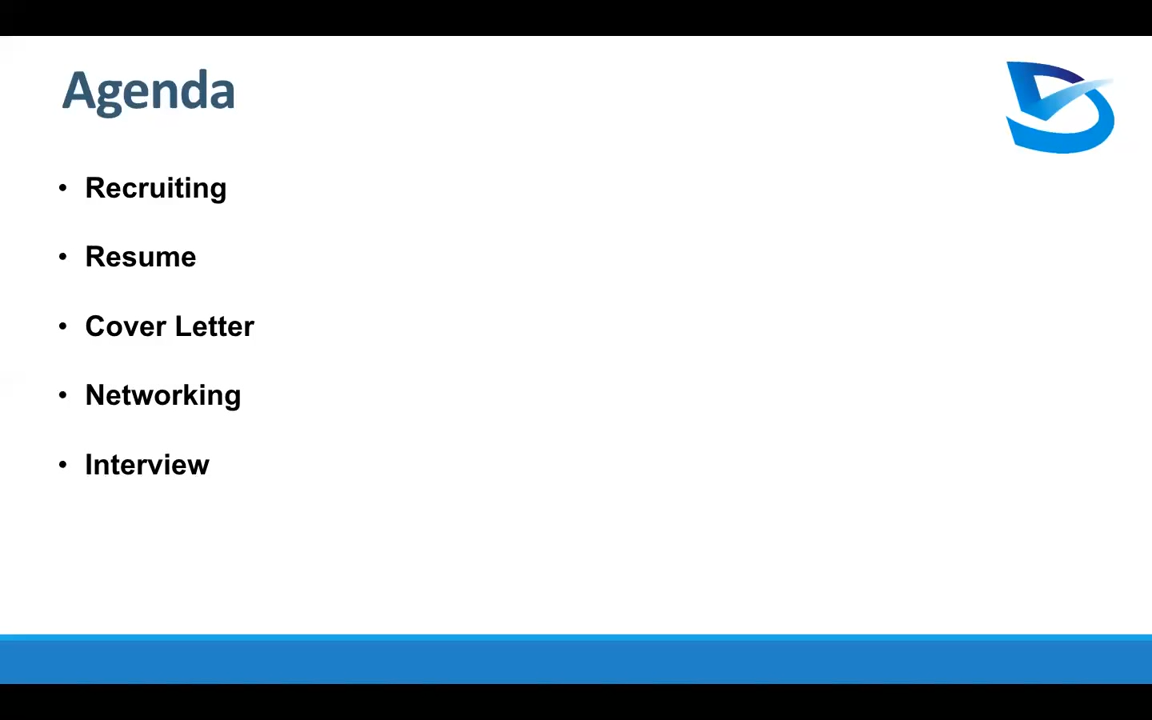 Agenda
• Recruiting
• Resume
• Cover Letter
• Networking
• Interview